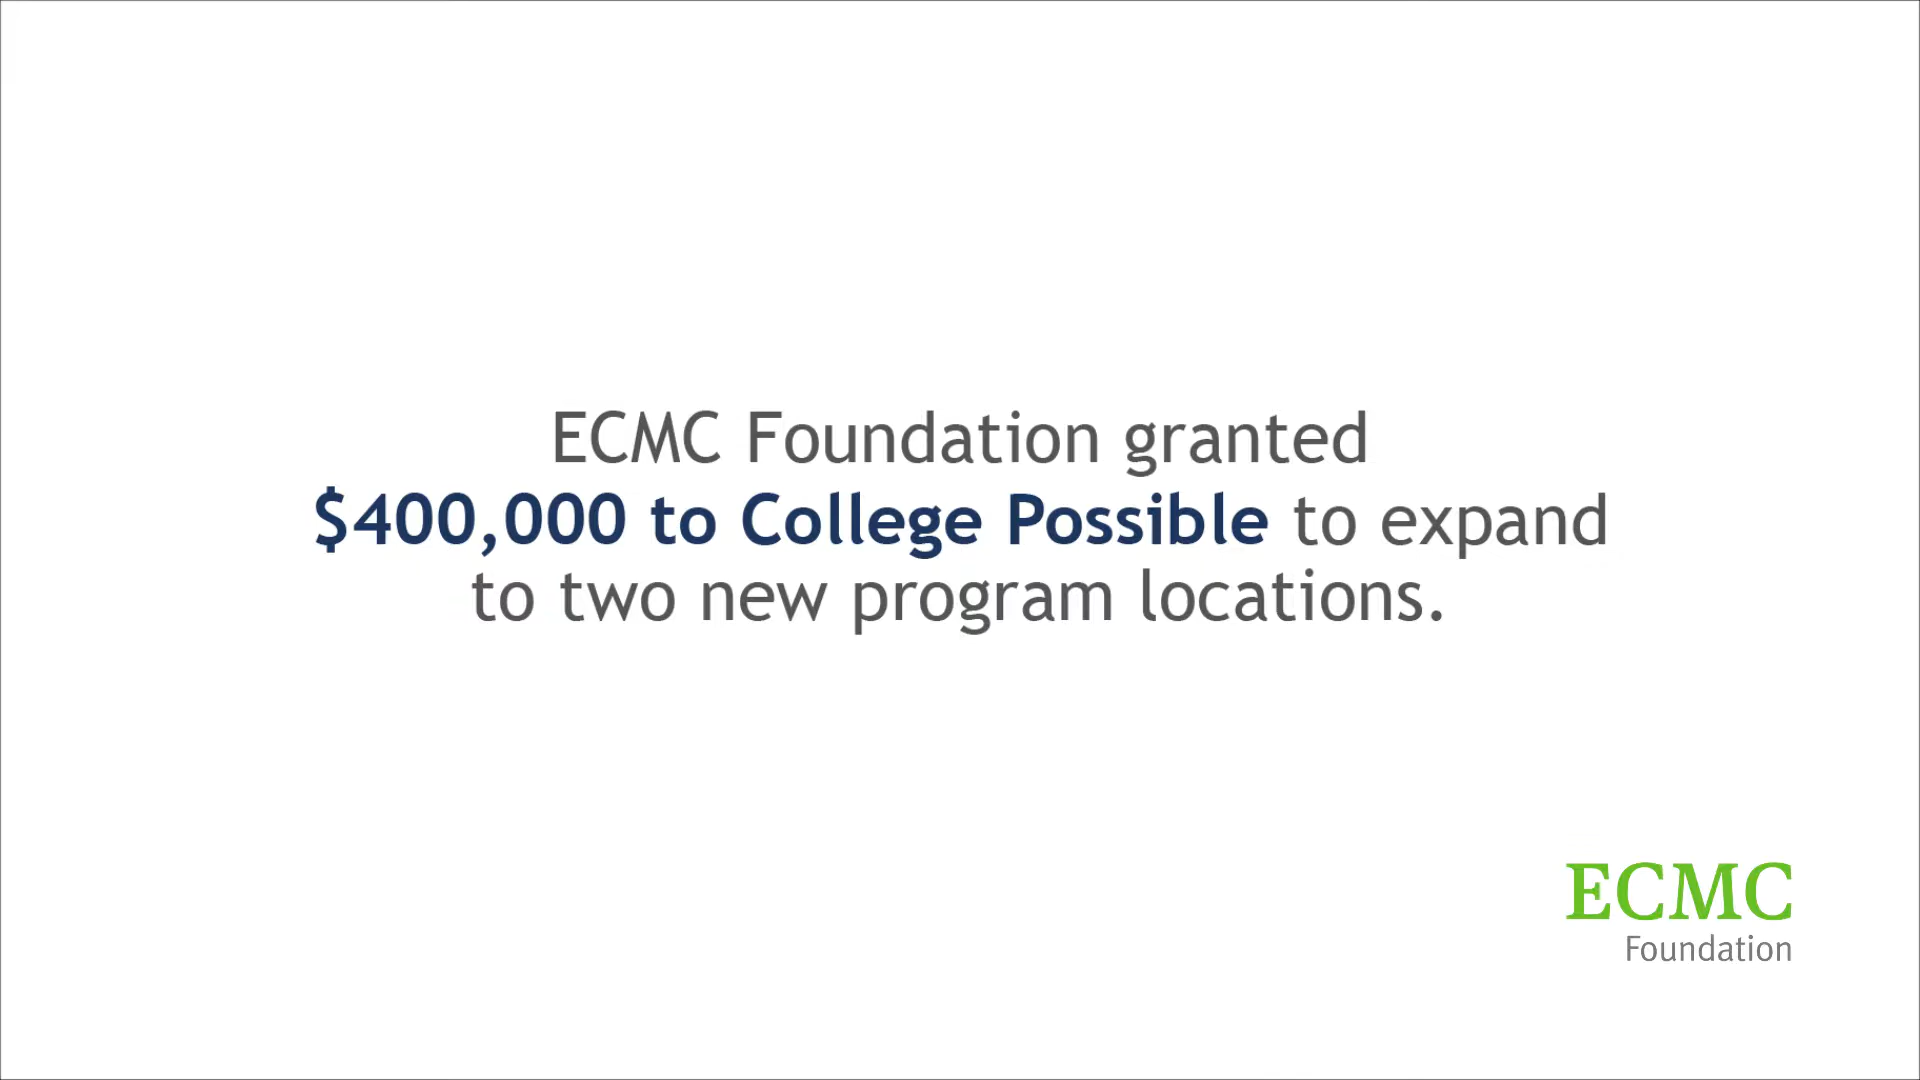 ECMC Foundation granted
$400,000 to College Possible to expand
to two new program locations.
ECMC
Foundation